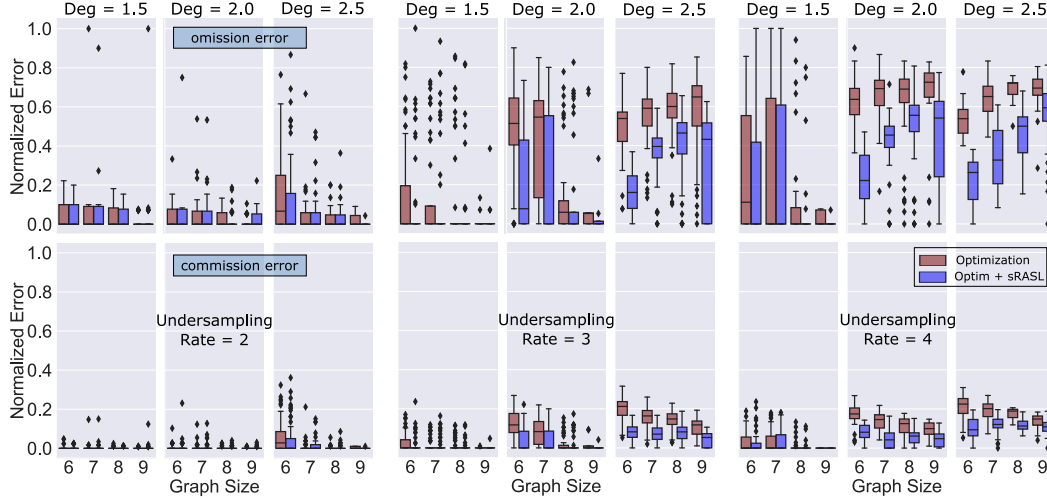 Deg = 1.5 Deg = 2.0 Deg = 2.5 Deg = 1.5 Deg = 2.0 Deg = 2.5 Deg = 1.5 Deg = 2.0 Deg = 2.5
Normalized Error
1.0
0.8
0.6
0.4
0.2
0.0
omission error
Normalized Error
1.0
0.8
0.6
0.4
0.2
0.0
commission error
Undersampling
Rate = 2
Undersampling
Rate = 3
Undersampling
Rate = 4
Optimization
Optim + sRASL
6 7 8 9 6 7 8 9 6 7 8 9 6 7 8 9 6 7 8 9 6 7 8 9 6 7 8 9 6 7 8 9 6 7 8 9
Graph Size Graph Size Graph Size